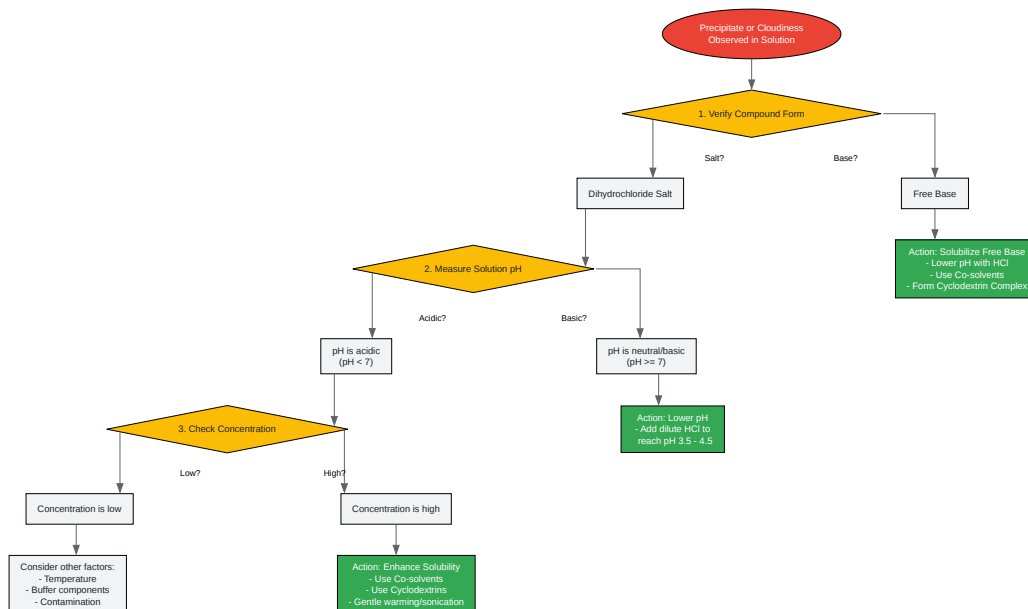 Precipitate or Cloudiness
Observed in Solution
1. Verify Compound Form
Salt?
Base?
Dihydrochloride Salt
Free Base
Action: Solubilize Free Base
- Lower pH with HCl
- Use Co-solvents
- Form Cyclodextrin Complex
2. Measure Solution pH
Acidic?
Basic?
pH is acidic
(pH < 7)
pH is neutral/basic
(pH >= 7)
Action: Lower pH
- Add dilute HCl to
reach pH 3.5 - 4.5
3. Check Concentration
Low?
High?
Concentration is low
Concentration is high
Consider other factors:
- Temperature
- Buffer components
- Contamination
Action: Enhance Solubility
- Use Co-solvents
- Use Cyclodextrins
- Gentle warming/sonication